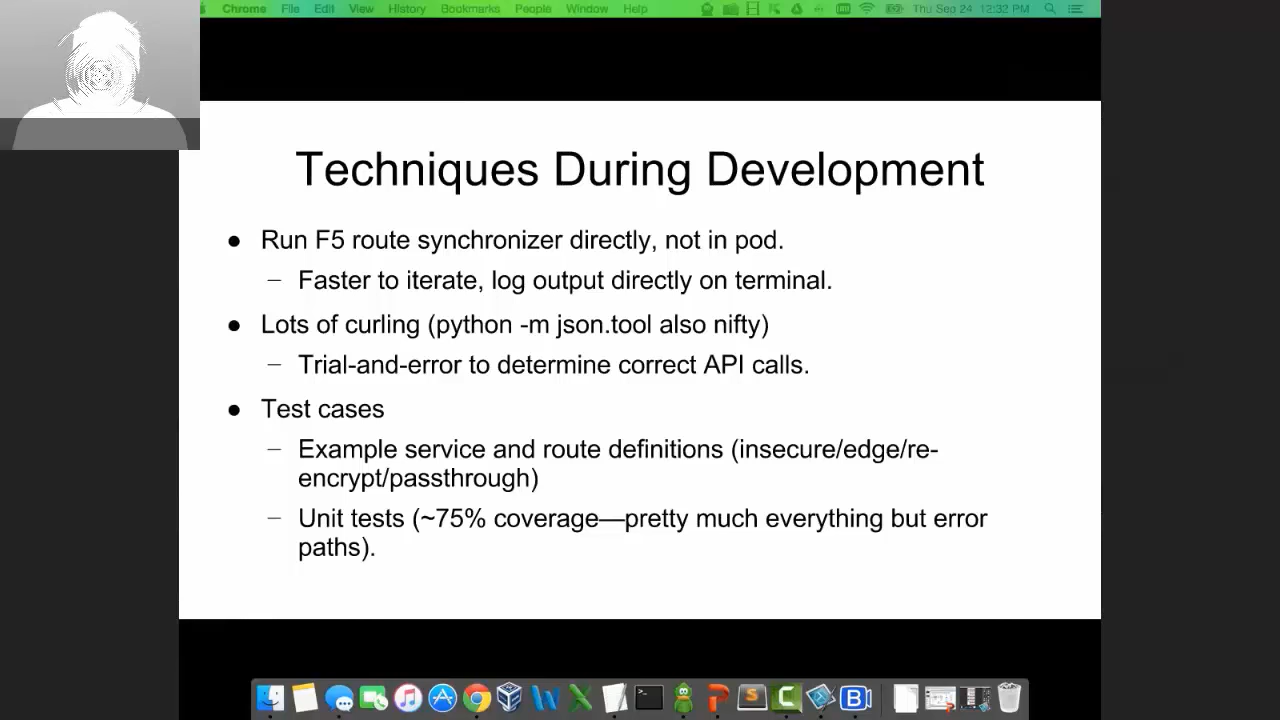 Chrome File Edit View History Bookmarks People Window Help Thu Sep 24 12:32 PM
Techniques During Development
● Run F5 route synchronizer directly, not in pod.
– Faster to iterate, log output directly on terminal.
● Lots of curling (python -m json.tool also nifty)
– Trial-and-error to determine correct API calls.
● Test cases
– Example service and route definitions (insecure/edge/re-
encrypt/passthrough)
– Unit tests (~75% coverage—pretty much everything but error
paths).